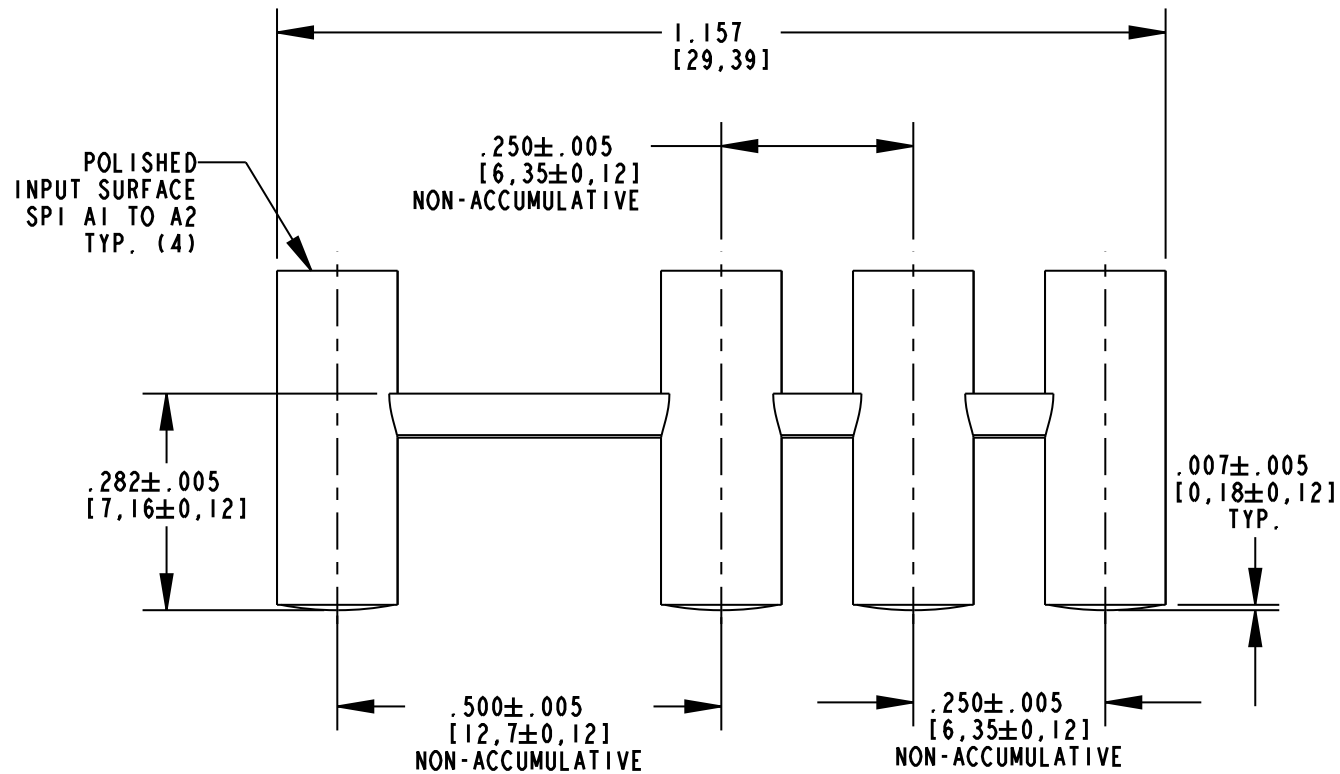 1.157
[29,39]
.250±.005
[6,35±0,12]
NON-ACCUMULATIVE
POLISHED
INPUT SURFACE
SPI A1 TO A2
TYP. (4)
.282±.005
[7,16±0,12]
.007±.005
[0,18±0,12]
TYP.
.500±.005
[12,7±0,12]
NON-ACCUMULATIVE
.250±.005
[6,35±0,12]
NON-ACCUMULATIVE